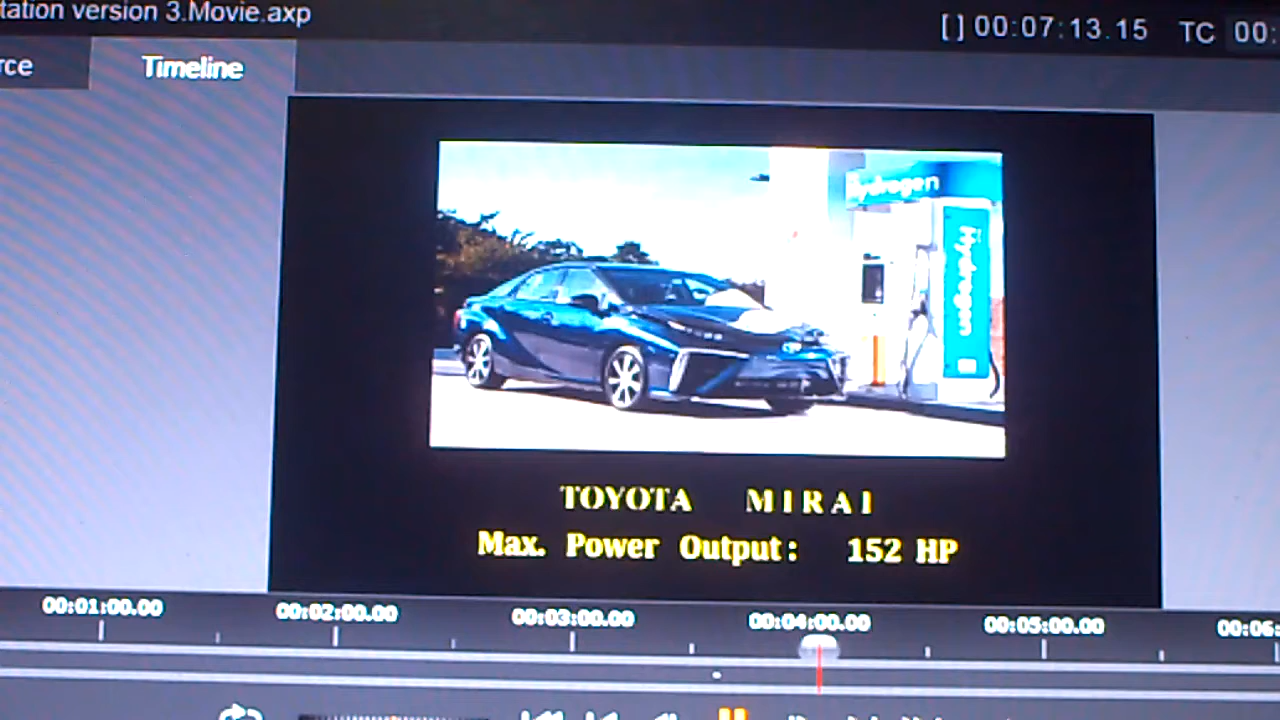 tation version 3.Movie.axp
[ ] 00:07:13.15 TC 00:
rce
Timeline
Hydrogen
Hydrogen
TOYOTA MIRAI
Max. Power Output: 152 HP
00:01:00.00 00:02:00.00 00:03:00.00 00:04:00.00 00:05:00.00 00:06: